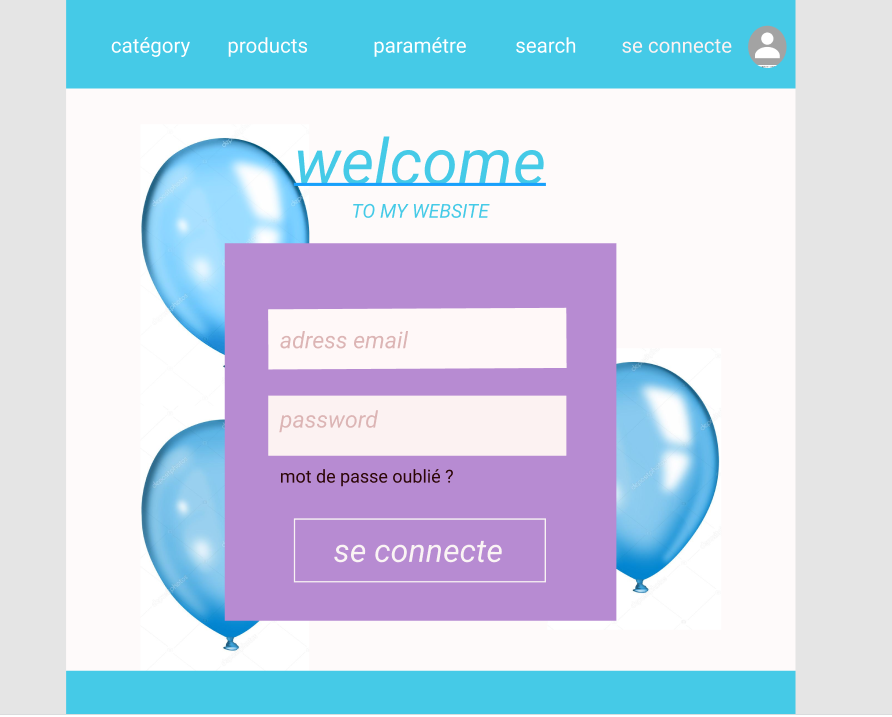 catégory products paramétre search se connecte
welcome
TO MY WEBSITE
adress email
password
mot de passe oublié ?
se connecte